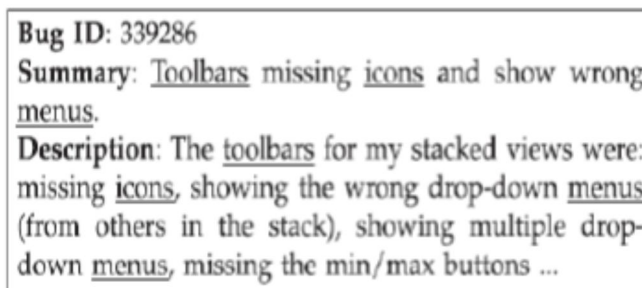 Bug ID: 339286
Summary: Toolbars missing icons and show wrong
menus.
Description: The toolbars for my stacked views were:
missing icons, showing the wrong drop-down menus
(from others in the stack), showing multiple drop-
down menus, missing the min/max buttons ...